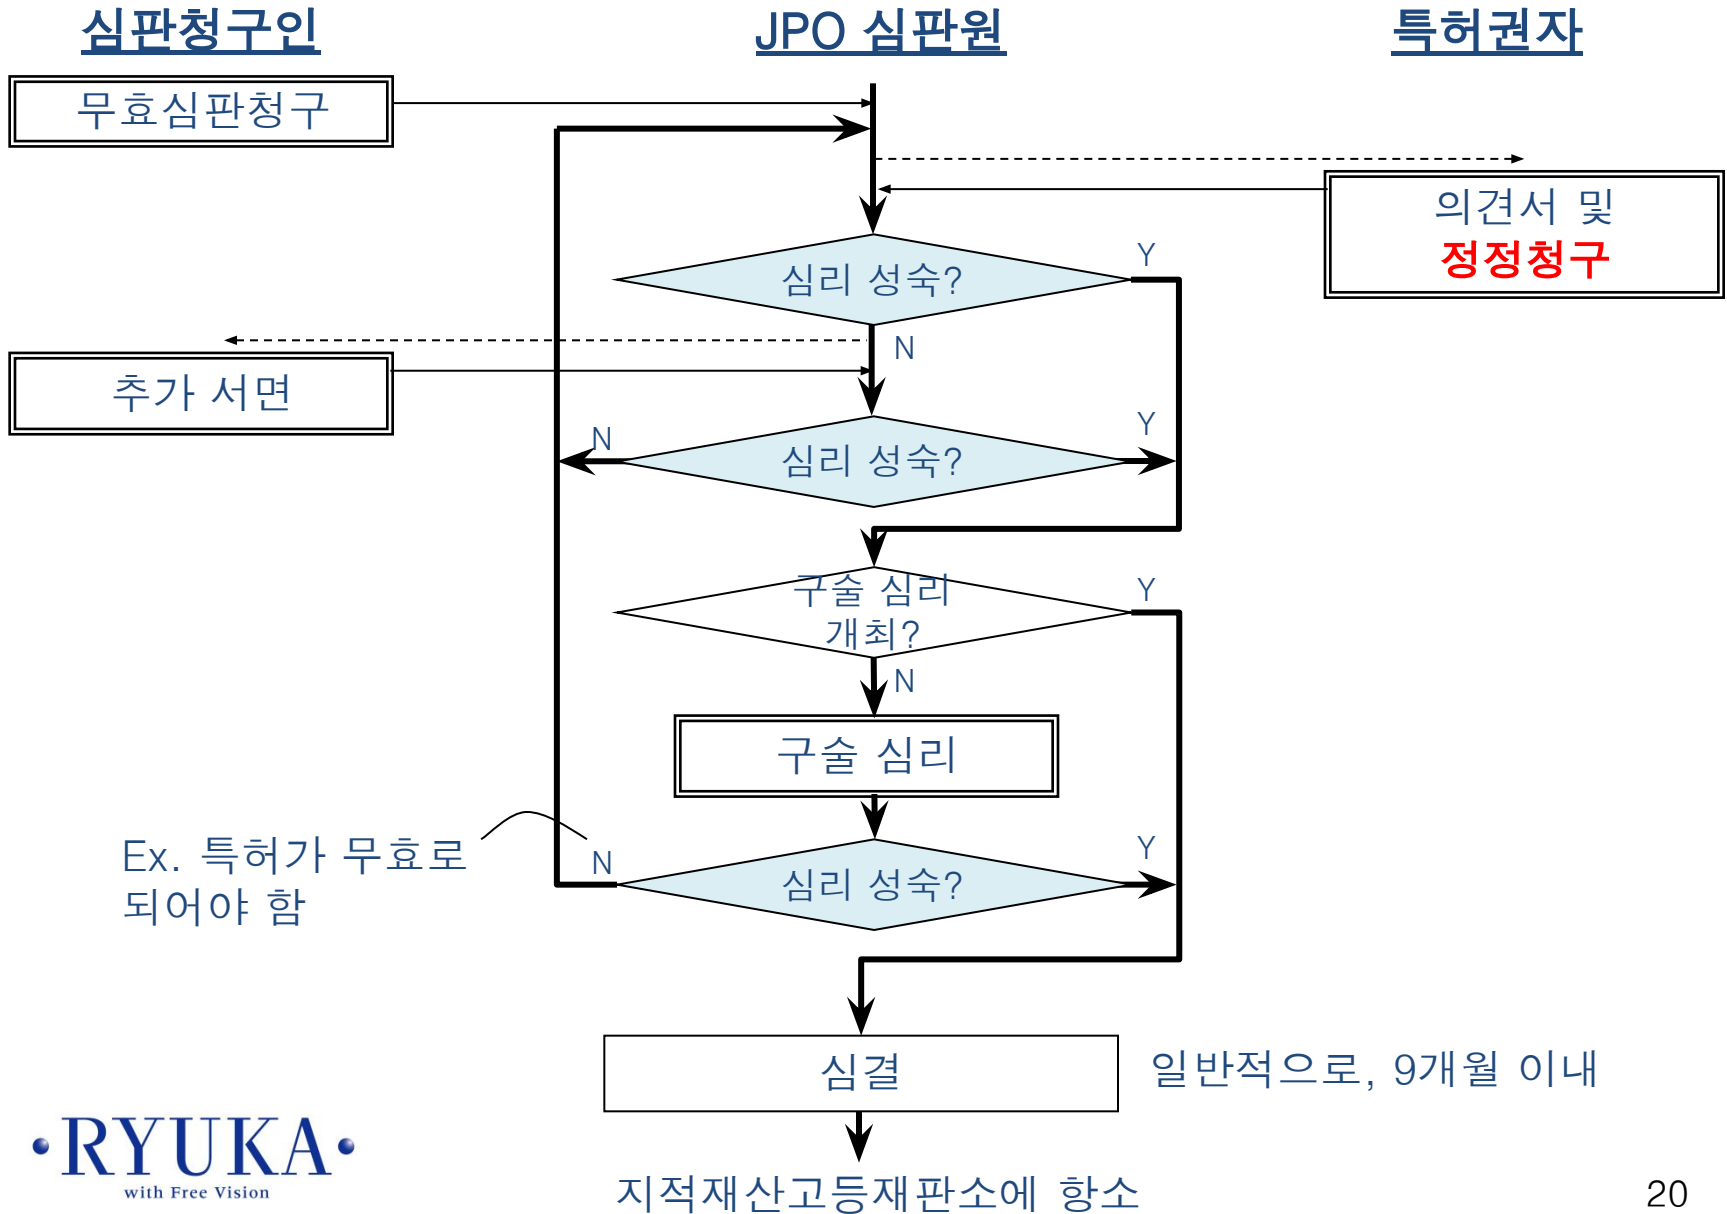 심판청구인
JPO 심판원
특허권자
무효심판청구
의견서 및
정정청구
심리 성숙?
Y
N
추가 서면
심리 성숙?
N
Y
구술 심리
개최?
Y
N
구술 심리
Ex. 특허가 무효로
되어야 함
N
심리 성숙?
Y
심결
일반적으로, 9개월 이내
지적재산고등재판소에 항소
RYUKA
with Free Vision
20